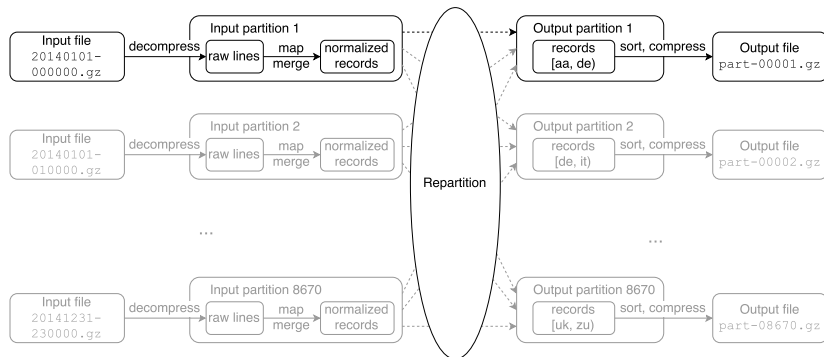 Input file
20140101-
000000.gz
decompress
Input partition 1
raw lines
map
merge
normalized
records
Output partition 1
records
[aa, de)
sort, compress
Output file
part-00001.gz
Input file
20140101-
010000.gz
decompress
Input partition 2
raw lines
map
merge
normalized
records
Repartition
Output partition 2
records
[de, it)
sort, compress
Output file
part-00002.gz
...
...
Input file
20141231-
230000.gz
decompress
Input partition 8670
raw lines
map
merge
normalized
records
Output partition 8670
records
[uk, zu)
sort, compress
Output file
part-08670.gz